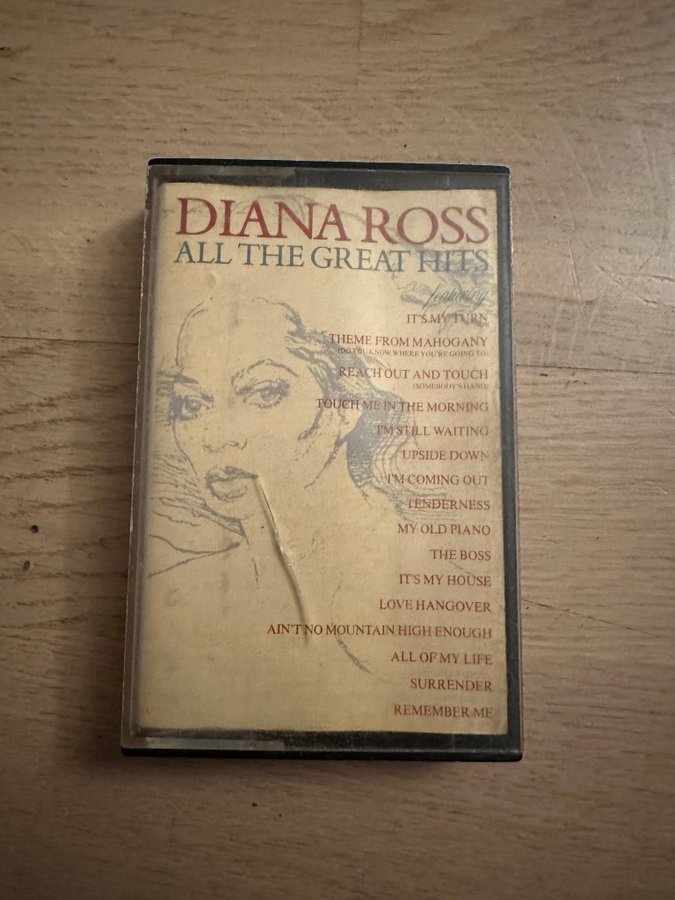 DIANA ROSS
ALL THE GREAT HITS
featuring
IT'S MY TURN
THEME FROM MAHOGANY
(DO YOU KNOW WHERE YOU'RE GOING TO)
REACH OUT AND TOUCH
(SOMEBODY'S HAND)
TOUCH ME IN THE MORNING
I'M STILL WAITING
UPSIDE DOWN
I'M COMING OUT
TENDERNESS
MY OLD PIANO
THE BOSS
IT'S MY HOUSE
LOVE HANGOVER
AIN'T NO MOUNTAIN HIGH ENOUGH
ALL OF MY LIFE
SURRENDER
REMEMBER ME